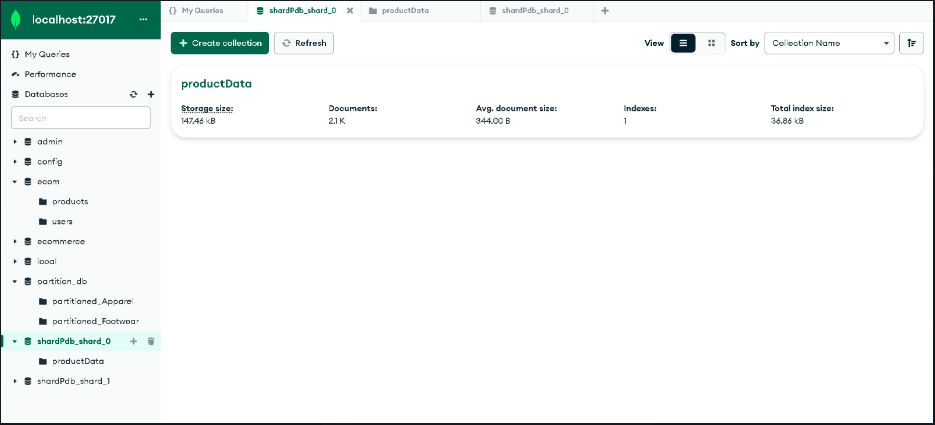 localhost:27017 ...
{} My Queries
Performance
Databases
Search
admin
config
ecom
products
users
ecommerce
local
partition_db
partitioned_Apparel
partitioned_Footwear
shardPdb_shard_0
productData
shardPdb_shard_1
{} My Queries shardPdb_shard_0 productData shardPdb_shard_0
Create collection Refresh View Sort by Collection Name
productData
Storage size: Documents: Avg. document size: Indexes: Total index size:
147.46 kB 2.1 K 344.00 B 1 36.86 kB